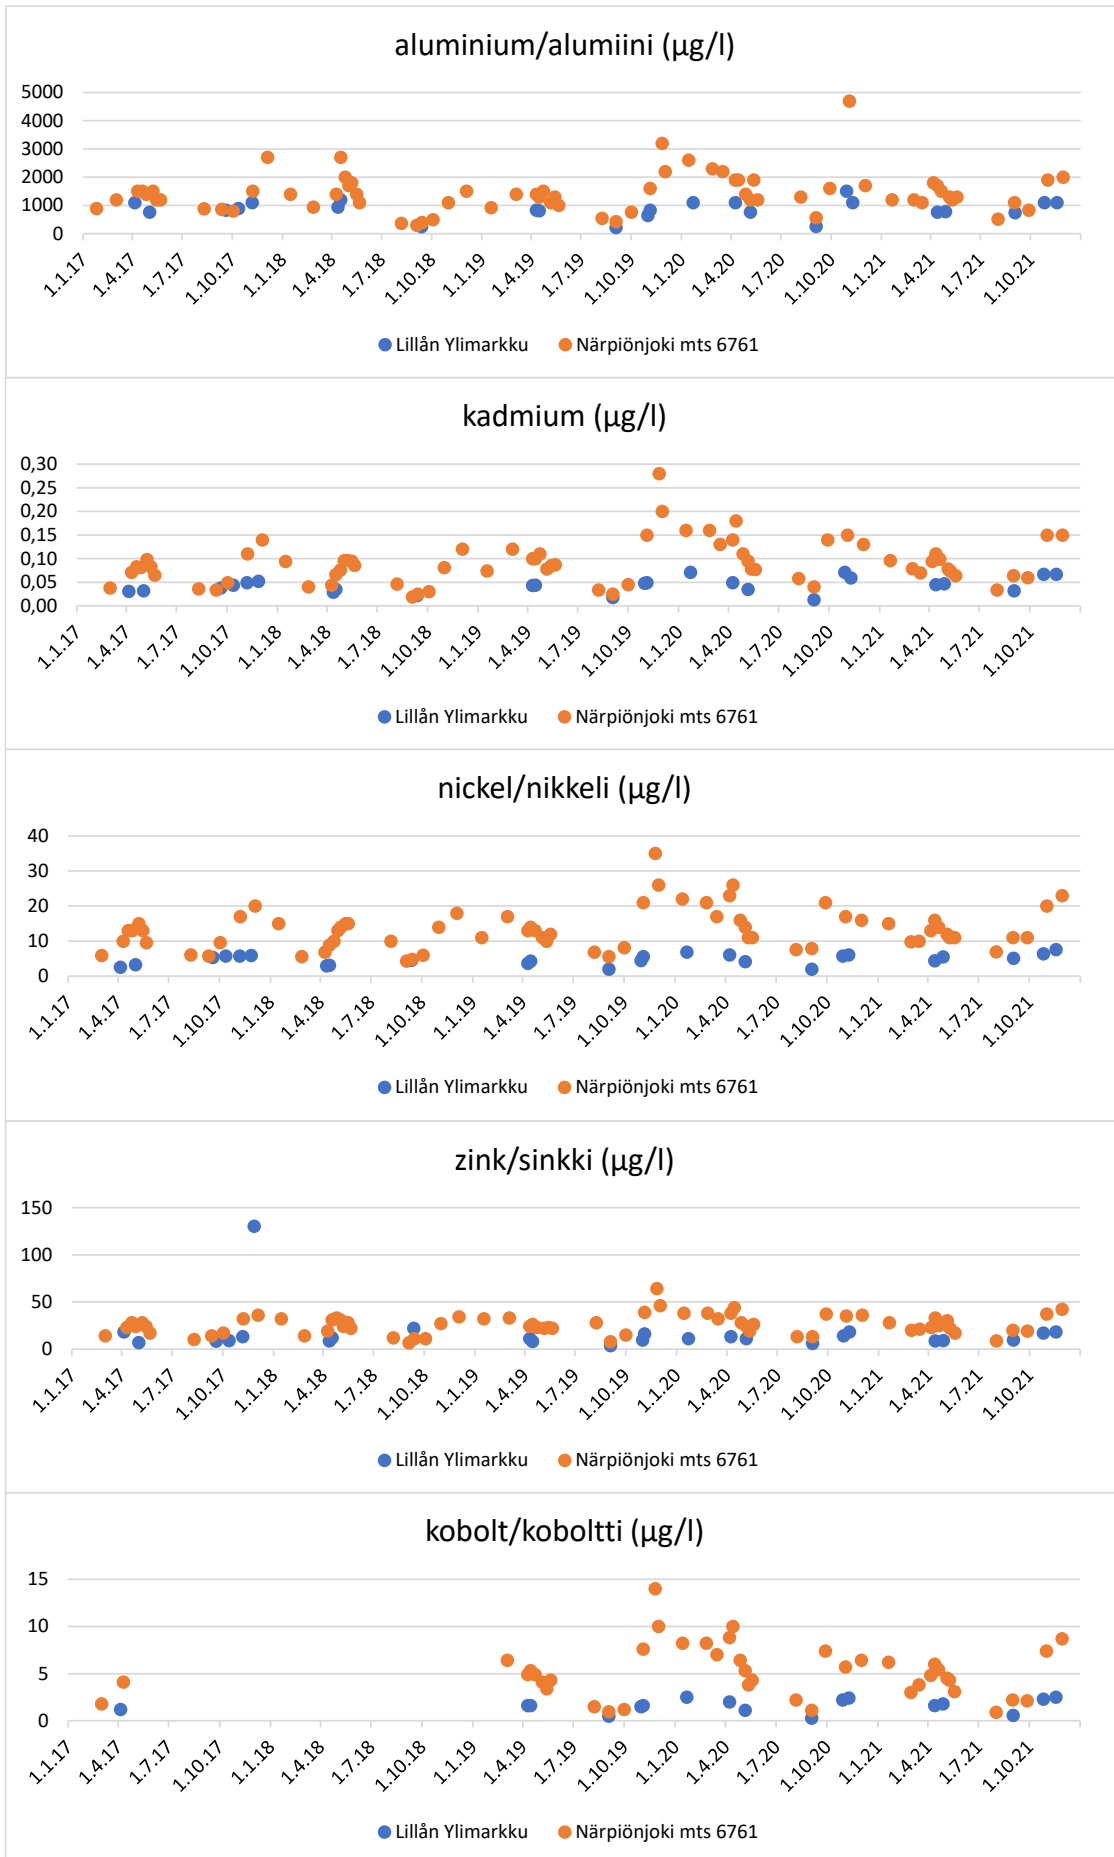 aluminium/alumiini (µg/l)
5000
4000
3000
2000
1000
0
1.1.17 1.4.17 1.7.17 1.10.17 1.1.18 1.4.18 1.7.18 1.10.18 1.1.19 1.4.19 1.7.19 1.10.19 1.1.20 1.4.20 1.7.20 1.10.20 1.1.21 1.4.21 1.7.21 1.10.21
Lillån Ylimarkku Närpiönjoki mts 6761
kadmium (µg/l)
0,30
0,25
0,20
0,15
0,10
0,05
0,00
1.1.17 1.4.17 1.7.17 1.10.17 1.1.18 1.4.18 1.7.18 1.10.18 1.1.19 1.4.19 1.7.19 1.10.19 1.1.20 1.4.20 1.7.20 1.10.20 1.1.21 1.4.21 1.7.21 1.10.21
Lillån Ylimarkku Närpiönjoki mts 6761
nickel/nikkeli (µg/l)
40
30
20
10
0
1.1.17 1.4.17 1.7.17 1.10.17 1.1.18 1.4.18 1.7.18 1.10.18 1.1.19 1.4.19 1.7.19 1.10.19 1.1.20 1.4.20 1.7.20 1.10.20 1.1.21 1.4.21 1.7.21 1.10.21
Lillån Ylimarkku Närpiönjoki mts 6761
zink/sinkki (µg/l)
150
100
50
0
1.1.17 1.4.17 1.7.17 1.10.17 1.1.18 1.4.18 1.7.18 1.10.18 1.1.19 1.4.19 1.7.19 1.10.19 1.1.20 1.4.20 1.7.20 1.10.20 1.1.21 1.4.21 1.7.21 1.10.21
Lillån Ylimarkku Närpiönjoki mts 6761
kobolt/koboltti (µg/l)
15
10
5
0
1.1.17 1.4.17 1.7.17 1.10.17 1.1.18 1.4.18 1.7.18 1.10.18 1.1.19 1.4.19 1.7.19 1.10.19 1.1.20 1.4.20 1.7.20 1.10.20 1.1.21 1.4.21 1.7.21 1.10.21
Lillån Ylimarkku Närpiönjoki mts 6761